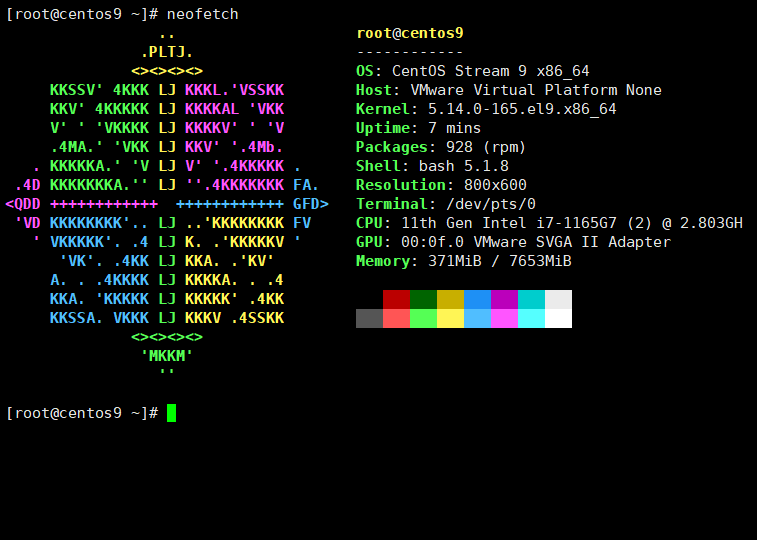 [root@centos9 ~]# neofetch
                 ..                    root@centos9
               .PLTJ.                  ------------
              <><><><>                 OS: CentOS Stream 9 x86_64
     KKSSV' 4KKK LJ KKKL.'VSSKK        Host: VMware Virtual Platform None
     KKV' 4KKKKK LJ KKKKAL 'VKK        Kernel: 5.14.0-165.el9.x86_64
     V' ' 'VKKKK LJ KKKKV' ' 'V        Uptime: 7 mins
     .4MA.' 'VKK LJ KKV' '.4Mb.        Packages: 928 (rpm)
   . KKKKKA.' 'V LJ V' '.4KKKKK .      Shell: bash 5.1.8
 .4D KKKKKKKA.'' LJ ''.4KKKKKKK FA.    Resolution: 800x600
<QDD ++++++++++++  ++++++++++++ GFD>   Terminal: /dev/pts/0
 'VD KKKKKKKK'.. LJ ..'KKKKKKKK FV     CPU: 11th Gen Intel i7-1165G7 (2) @ 2.803GH
   ' VKKKKK'. .4 LJ K. .'KKKKKV '      GPU: 00:0f.0 VMware SVGA II Adapter
      'VK'. .4KK LJ KKA. .'KV'         Memory: 371MiB / 7653MiB
     A. . .4KKKK LJ KKKKA. . .4
     KKA. 'KKKKK LJ KKKKK' .4KK
     KKSSA. VKKK LJ KKKV .4SSKK
              <><><><>
               'MKKM'
                 ''
[root@centos9 ~]#